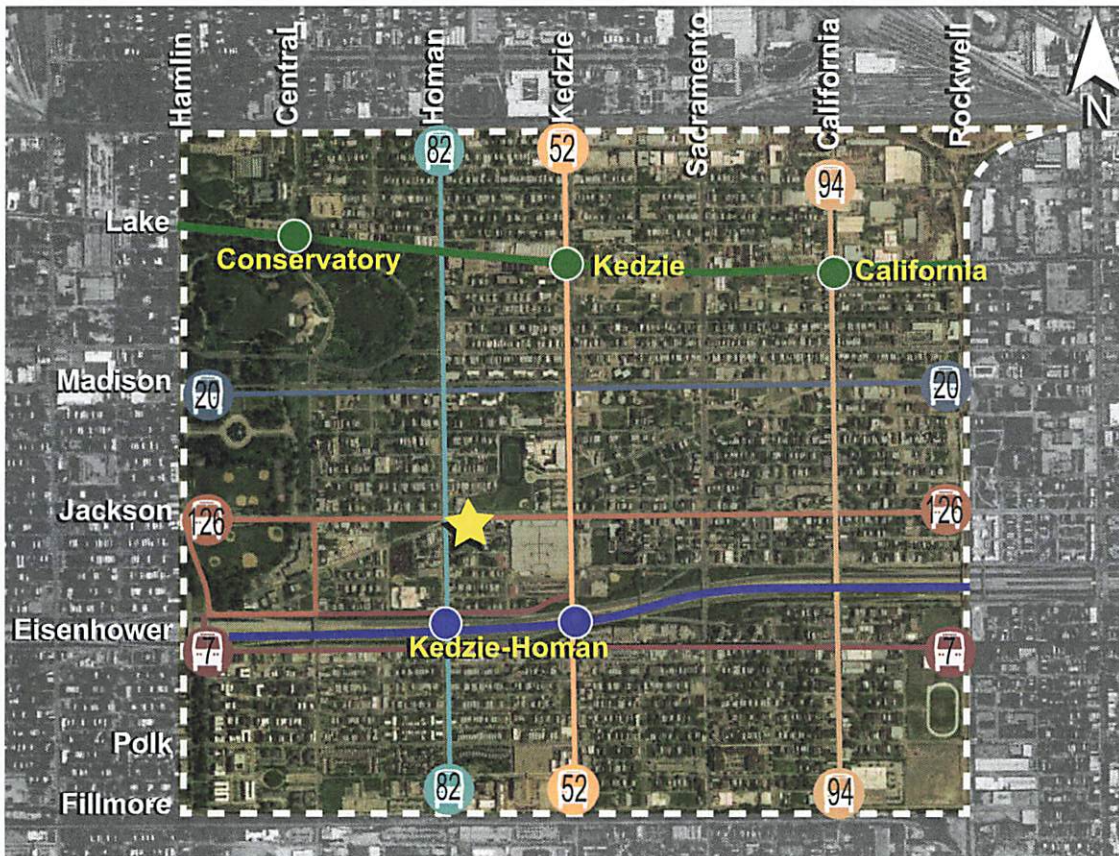 Hamlin
Central
Homan
Kedzie
Sacramento
California
Rockwell
N
82
52
94
Lake
Conservatory
Kedzie
California
Madison
20
20
Jackson
126
126
Eisenhower
Kedzie-Homan
7
7
Polk
Fillmore
82
52
94